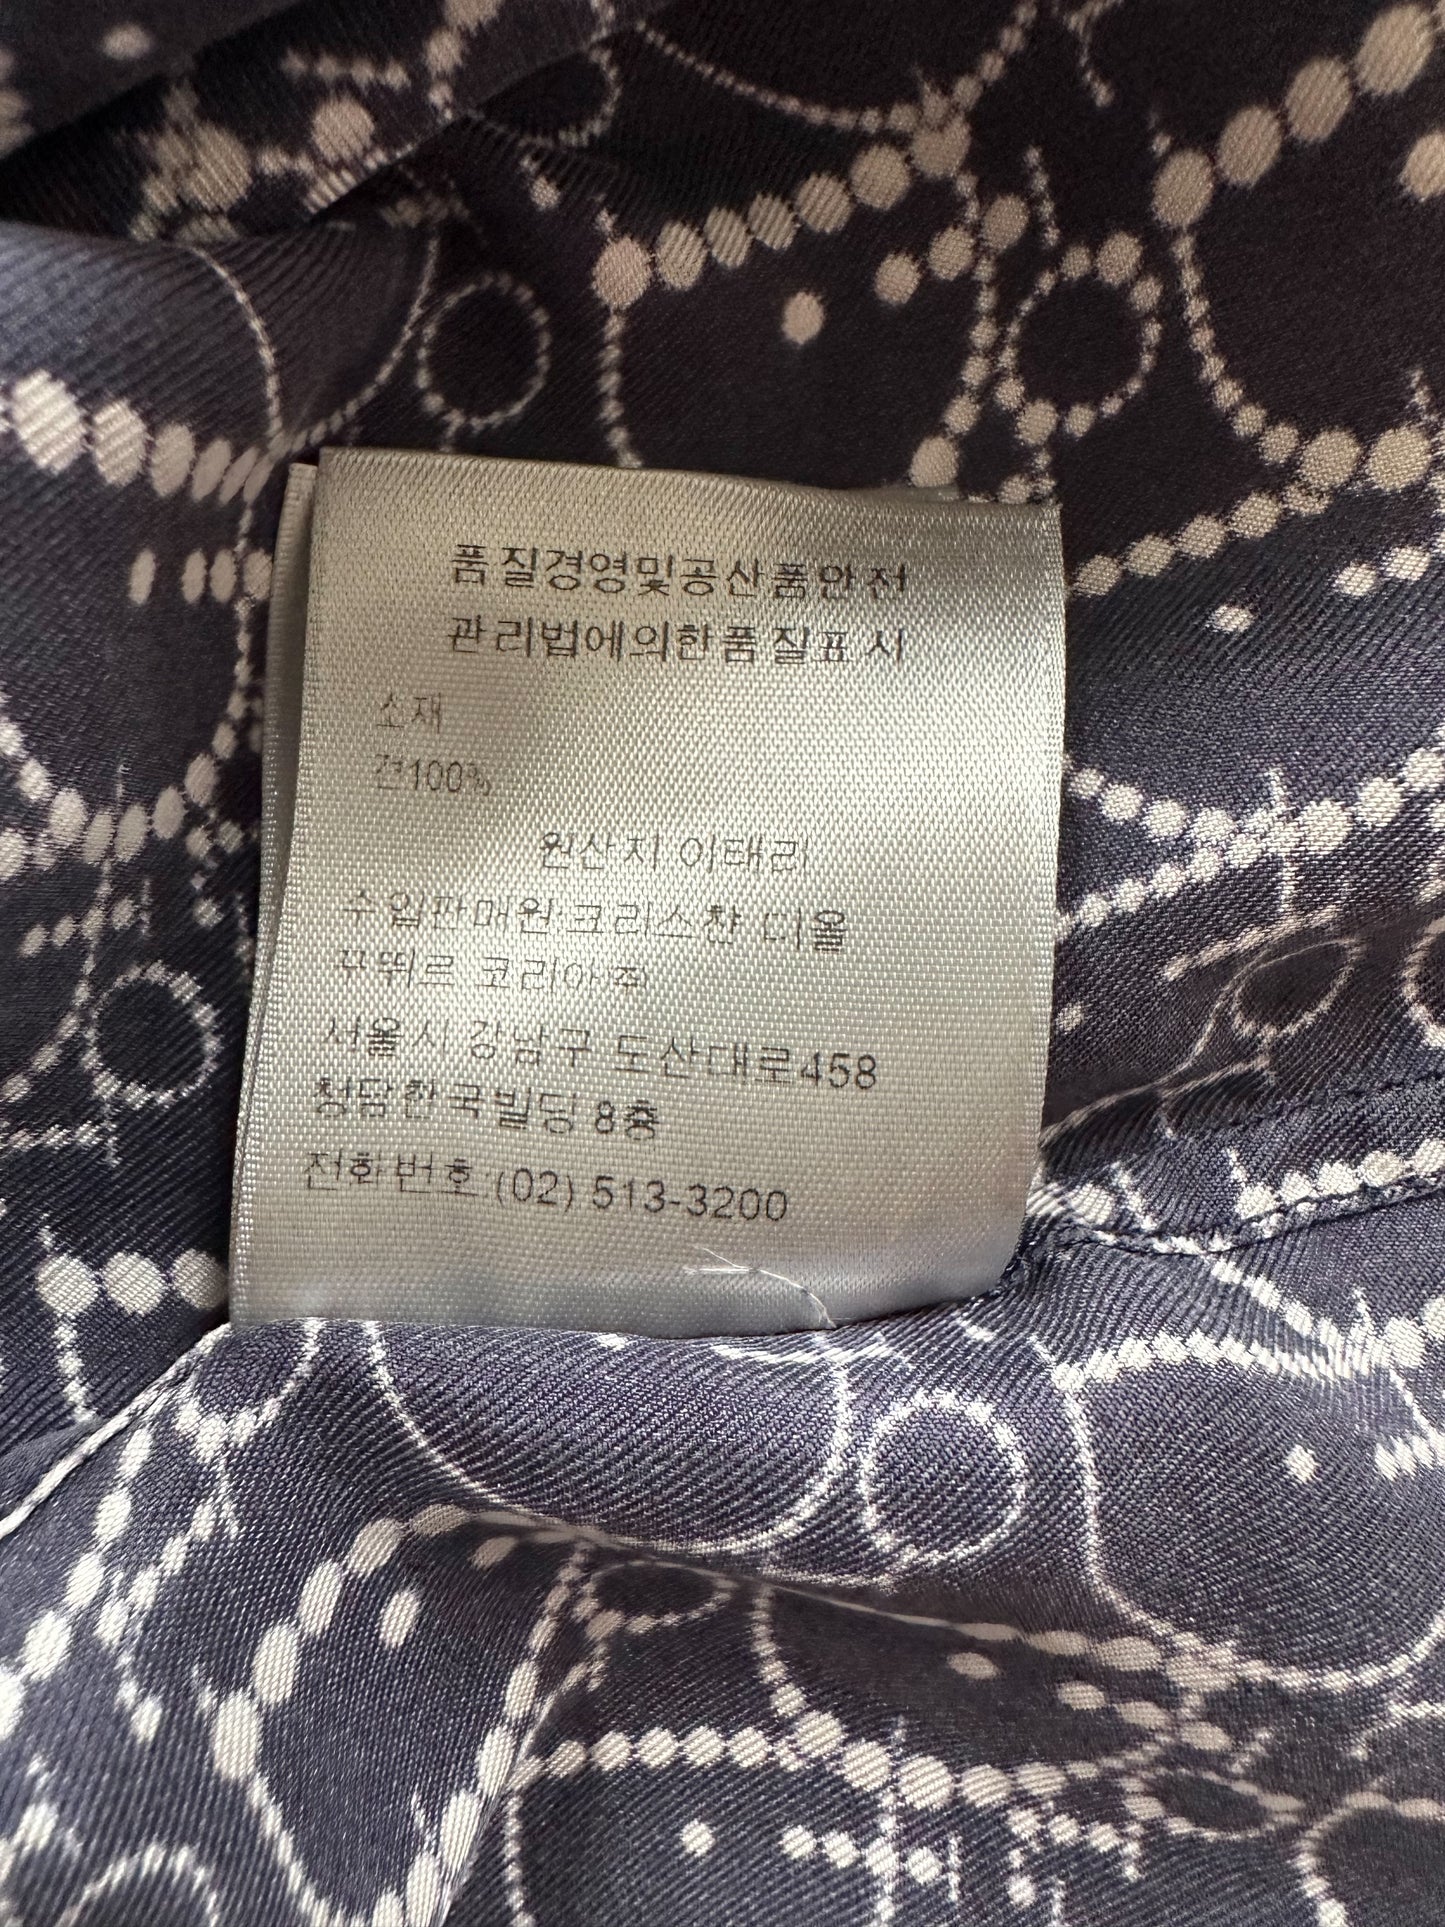 품질경영및공산품안전
관리법에의한품질표시
소재
견100%
원산지 이태리
수입판매원:크리스챤 디올
꾸뛰르 코리아㈜
서울시 강남구 도산대로458
청담한국빌딩 8층
전화번호:(02) 513-3200